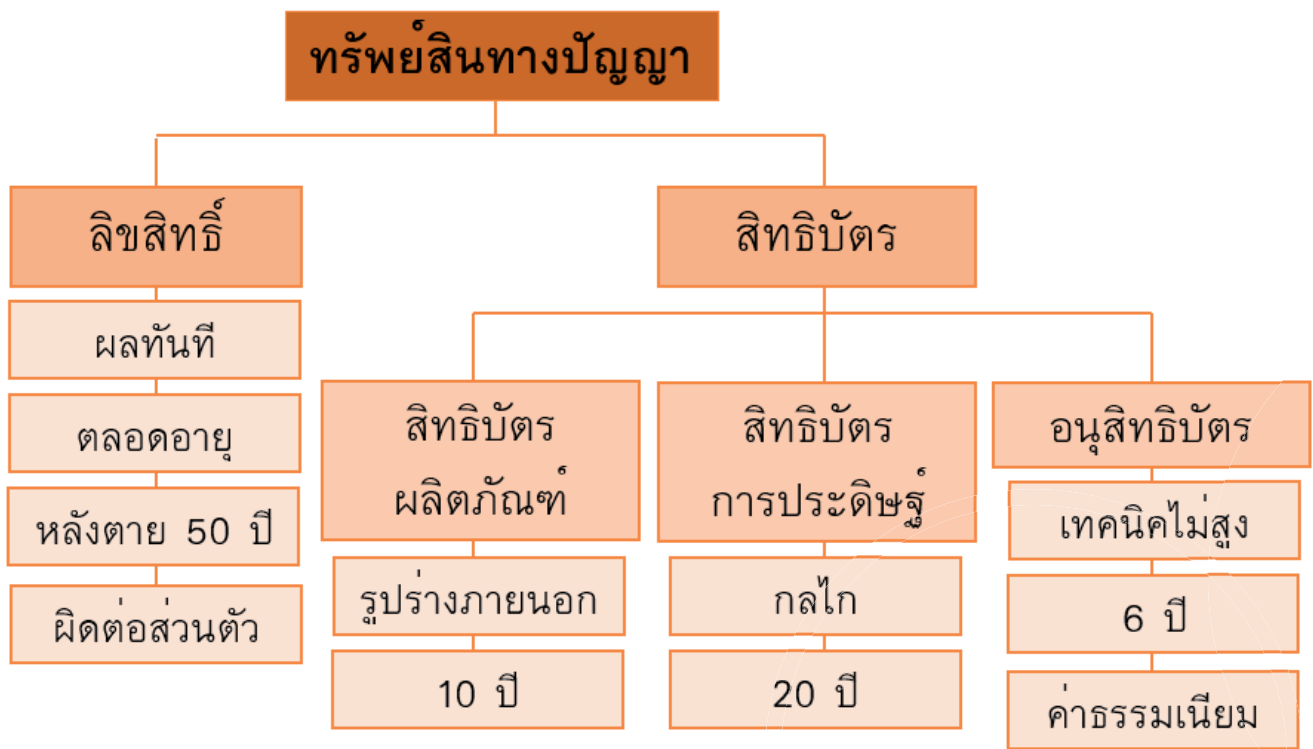 ทรัพย์สินทางปัญญา
ลิขสิทธิ์
ผลทันที
ตลอดอายุ
หลังตาย 50 ปี
ผิดต่อส่วนตัว
สิทธิบัตร
สิทธิบัตร
ผลิตภัณฑ์
รูปร่างภายนอก
10 ปี
สิทธิบัตร
การประดิษฐ์
กลไก
20 ปี
อนุสิทธิบัตร
เทคนิคไม่สูง
6 ปี
ค่าธรรมเนียม